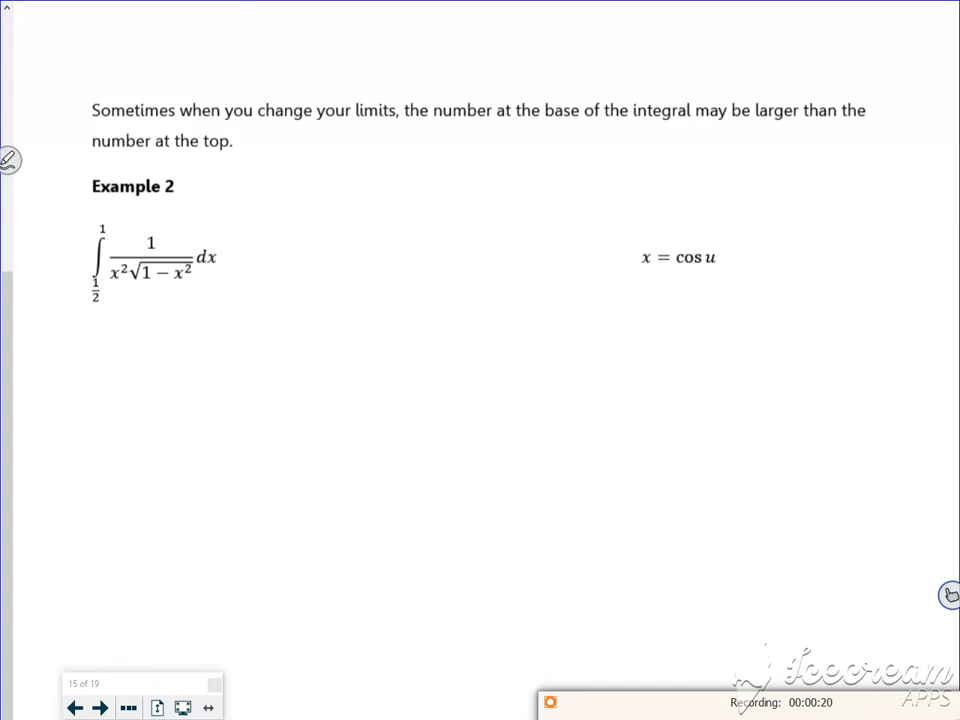 Sometimes when you change your limits, the number at the base of the integral may be larger than the
number at the top.
Example 2
∫ 1/2 to 1 1/(x²√(1 − x²)) dx
x = cos u
15 of 19
Recording: 00:00:20
Icecream
APPS